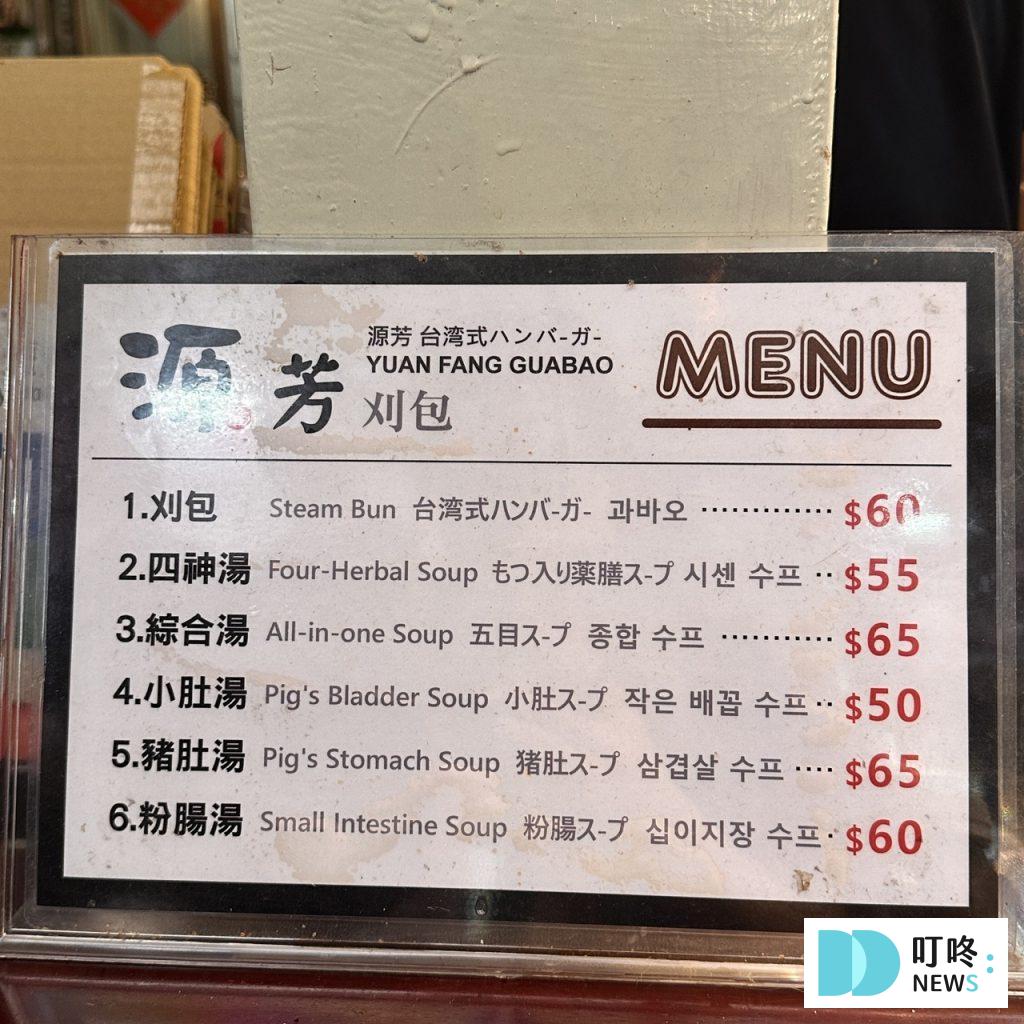 源芳
源芳 台湾式ハンバ-ガ-
YUAN FANG GUABAO
刈包
MENU
1.刈包 Steam Bun 台湾式ハンバ-ガ- 과바오 ············· $60
2.四神湯 Four-Herbal Soup もつ入り薬膳ス-プ 시센 수프 ·· $55
3.綜合湯 All-in-one Soup 五目ス-プ 종합 수프 ··········· $65
4.小肚湯 Pig's Bladder Soup 小肚ス-プ 작은 배꼽 수프 ·· $50
5.豬肚湯 Pig's Stomach Soup 猪肚ス-プ 삼겹살 수프 ···· $65
6.粉腸湯 Small Intestine Soup 粉腸ス-プ 십이지장 수프 · $60
叮咚:
NEWS